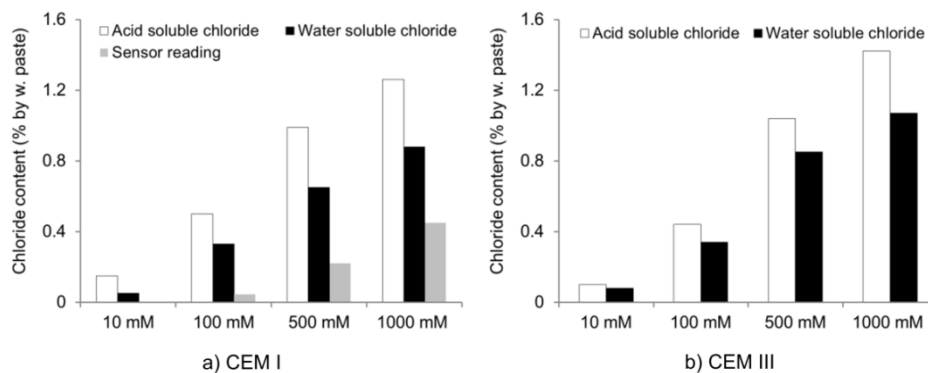 Chloride content (% by w. paste)
1.6
1.2
0.8
0.4
0
Acid soluble chloride
Water soluble chloride
Sensor reading
10 mM
100 mM
500 mM
1000 mM
a) CEM I
Chloride content (% by w. paste)
1.6
1.2
0.8
0.4
0
Acid soluble chloride
Water soluble chloride
10 mM
100 mM
500 mM
1000 mM
b) CEM III